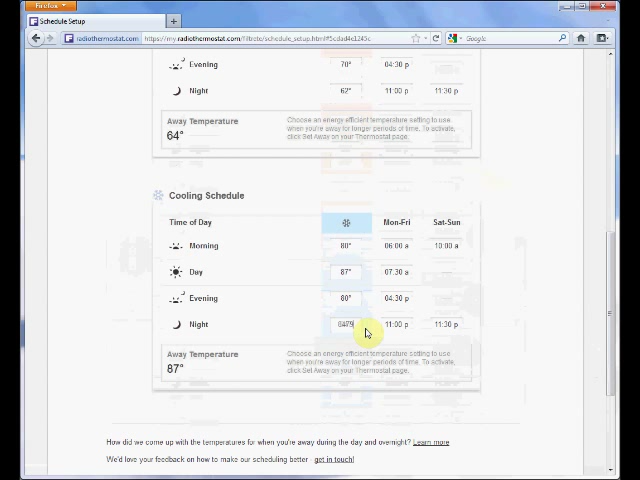 Firefox
Schedule Setup
radiothermostat.com
Google
Evening 70° 04:30 p
Night 62° 11:00 p 11:30 p
Away Temperature
64°
Choose an energy efficient temperature setting to use
when you're away for longer periods of time. To activate,
click Set Away on your Thermostat page.
Cooling Schedule
Time of Day Mon-Fri Sat-Sun
Morning 80° 06:00 a 10:00 a
Day 87° 07:30 a
Evening 80° 04:30 p
Night 11:00 p 11:30 p
Away Temperature
87°
Choose an energy efficient temperature setting to use
when you're away for longer periods of time. To activate,
click Set Away on your Thermostat page.
How did we come up with the temperatures for when you're away during the day and overnight? Learn more
We'd love your feedback on how to make our scheduling better - get in touch!